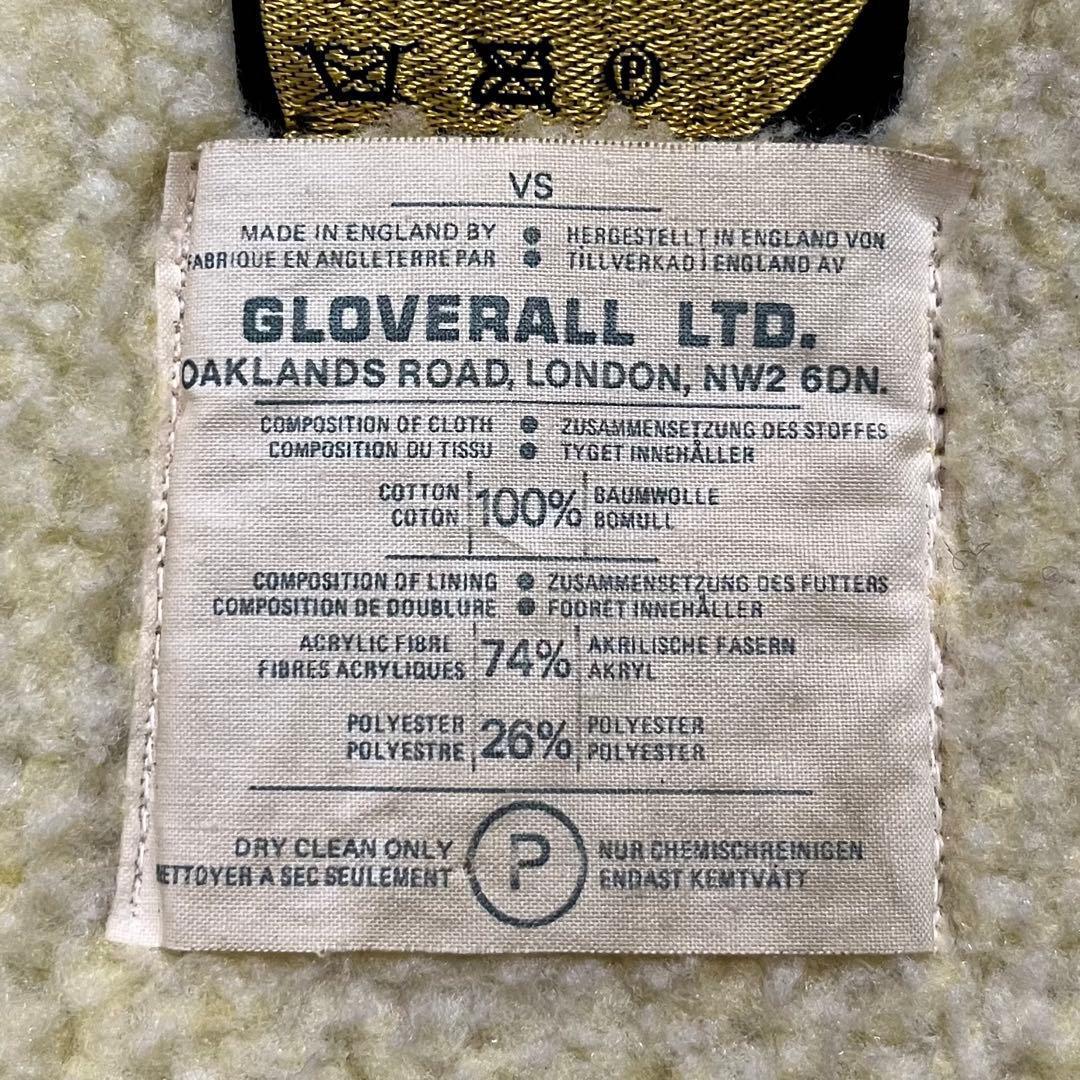 P
VS
MADE IN ENGLAND BY • HERGESTELLT IN ENGLAND VON
FABRIQUE EN ANGLETERRE PAR • TILLVERKAD I ENGLAND AV
GLOVERALL LTD.
OAKLANDS ROAD, LONDON, NW2 6DN.
COMPOSITION OF CLOTH • ZUSAMMENSETZUNG DES STOFFES
COMPOSITION DU TISSU • TYGET INNEHÅLLER
COTTON 100% BAUMWOLLE
COTON BOMULL
COMPOSITION OF LINING • ZUSAMMENSETZUNG DES FUTTERS
COMPOSITION DE DOUBLURE • FODRET INNEHÅLLER
ACRYLIC FIBRE 74% AKRILISCHE FASERN
FIBRES ACRYLIQUES AKRYL
POLYESTER 26% POLYESTER
POLYESTRE POLYESTER
DRY CLEAN ONLY P NUR CHEMISCHREINIGEN
NETTOYER A SEC SEULEMENT ENDAST KEMTVÄTT